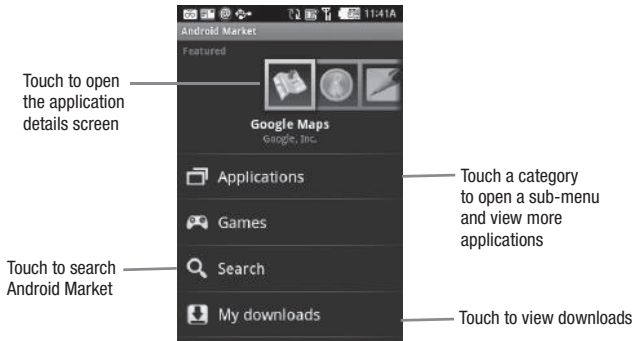 11:41A
Android Market
Featured
Touch to open
the application
details screen
Google Maps
Google, Inc.
Applications
Touch a category
to open a sub-menu
and view more
applications
Games
Touch to search
Android Market
Search
My downloads
Touch to view downloads